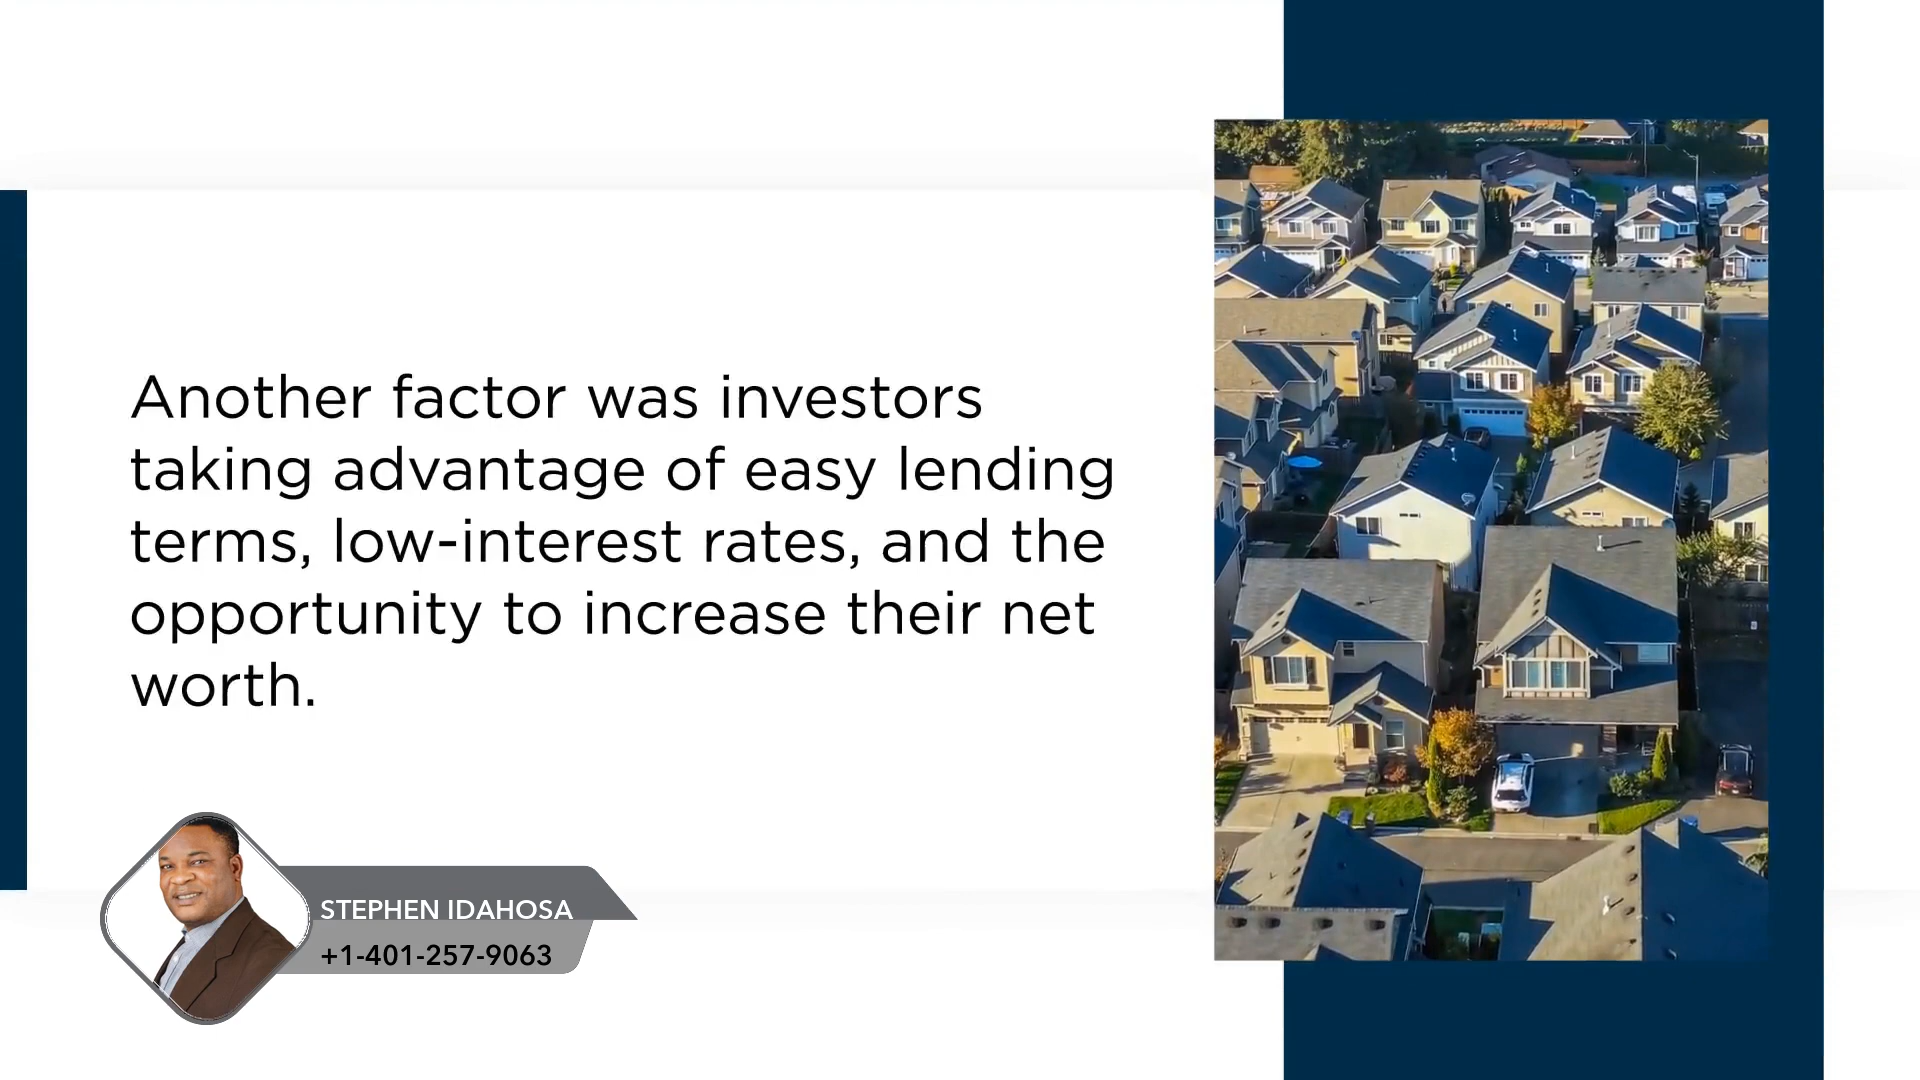 Another factor was investors
taking advantage of easy lending
terms, low-interest rates, and the
opportunity to increase their net
worth.
STEPHEN IDAHOSA
+1-401-257-9063